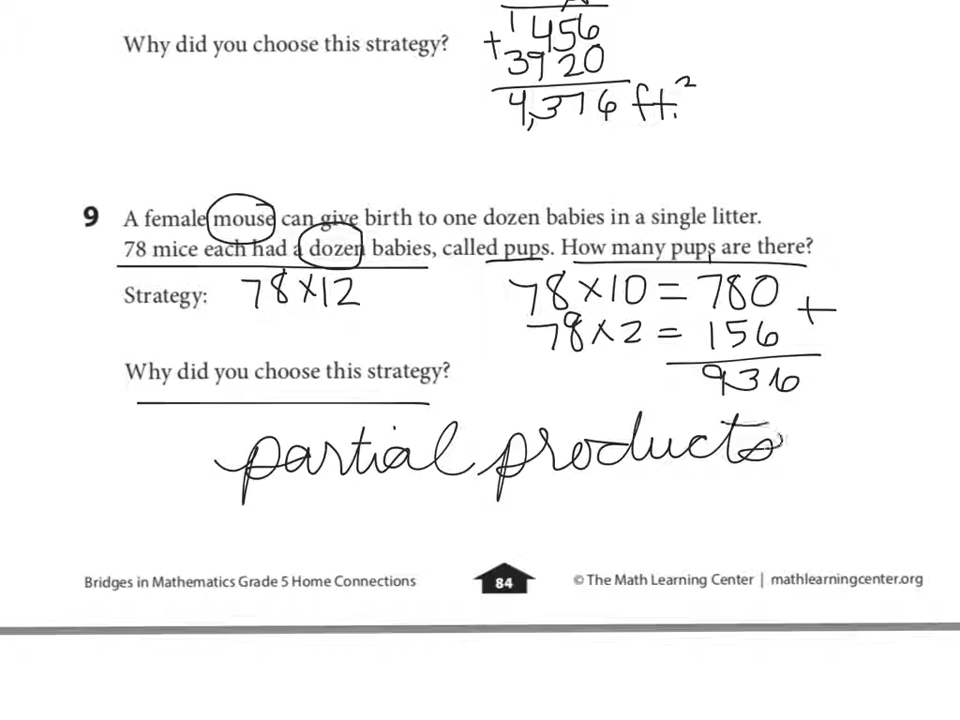 1
Why did you choose this strategy? 456
+ 3920
4,376 ft.²
9 A female mouse can give birth to one dozen babies in a single litter.
78 mice each had a dozen babies, called pups. How many pups are there?
Strategy: 78×12 78×10=780 +
78×2= 156
936
Why did you choose this strategy?
partial products
Bridges in Mathematics Grade 5 Home Connections 84 © The Math Learning Center | mathlearningcenter.org